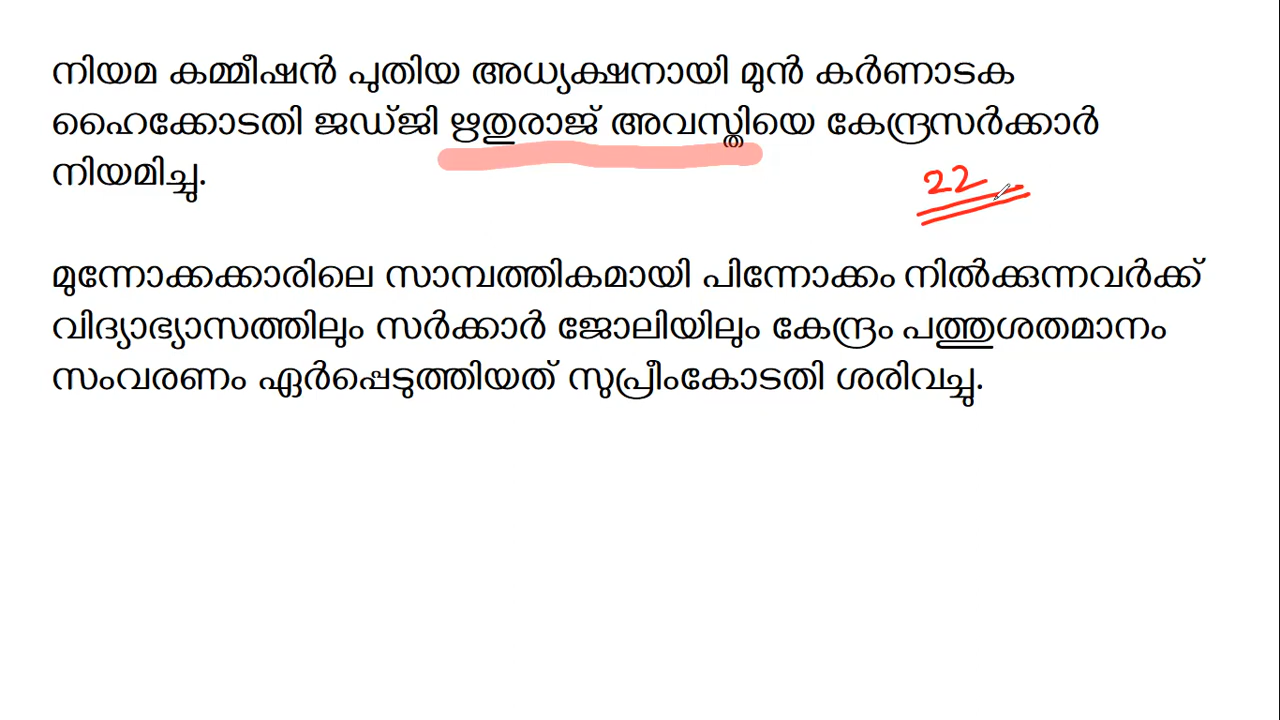 നിയമ കമ്മീഷൻ പുതിയ അധ്യക്ഷനായി മുൻ കർണാടക
ഹൈക്കോടതി ജഡ്ജി ഋതുരാജ് അവസ്തിയെ കേന്ദ്രസർക്കാർ
നിയമിച്ചു.
22
മുന്നോക്കക്കാരിലെ സാമ്പത്തികമായി പിന്നോക്കം നിൽക്കുന്നവർക്ക്
വിദ്യാഭ്യാസത്തിലും സർക്കാർ ജോലിയിലും കേന്ദ്രം പത്തുശതമാനം
സംവരണം ഏർപ്പെടുത്തിയത് സുപ്രീംകോടതി ശരിവച്ചു.